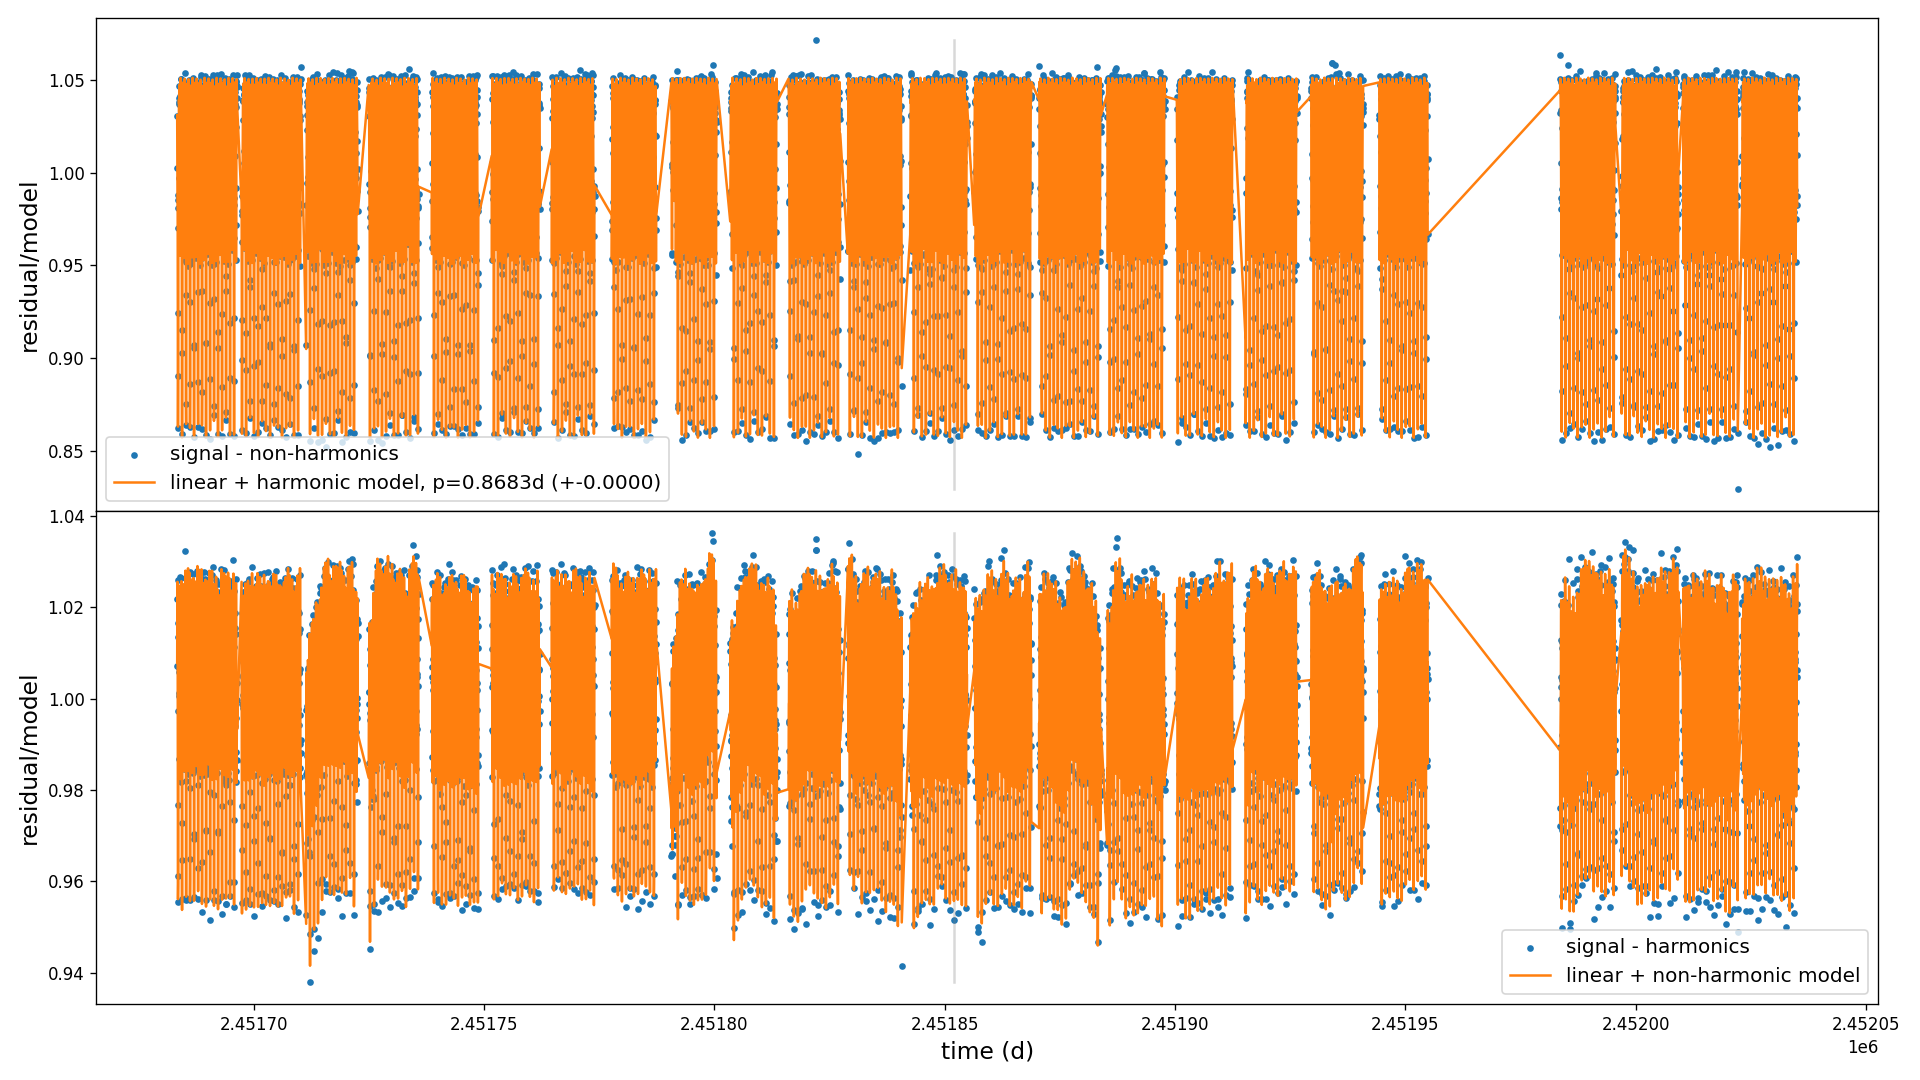 1.05
1.00
0.95
0.90
0.85
residual/model
signal - non-harmonics
linear + harmonic model, p=0.8683d (+-0.0000)
1.04
1.02
1.00
0.98
0.96
0.94
residual/model
signal - harmonics
linear + non-harmonic model
2.45170 2.45175 2.45180 2.45185 2.45190 2.45195 2.45200 2.45205
time (d)
1e6